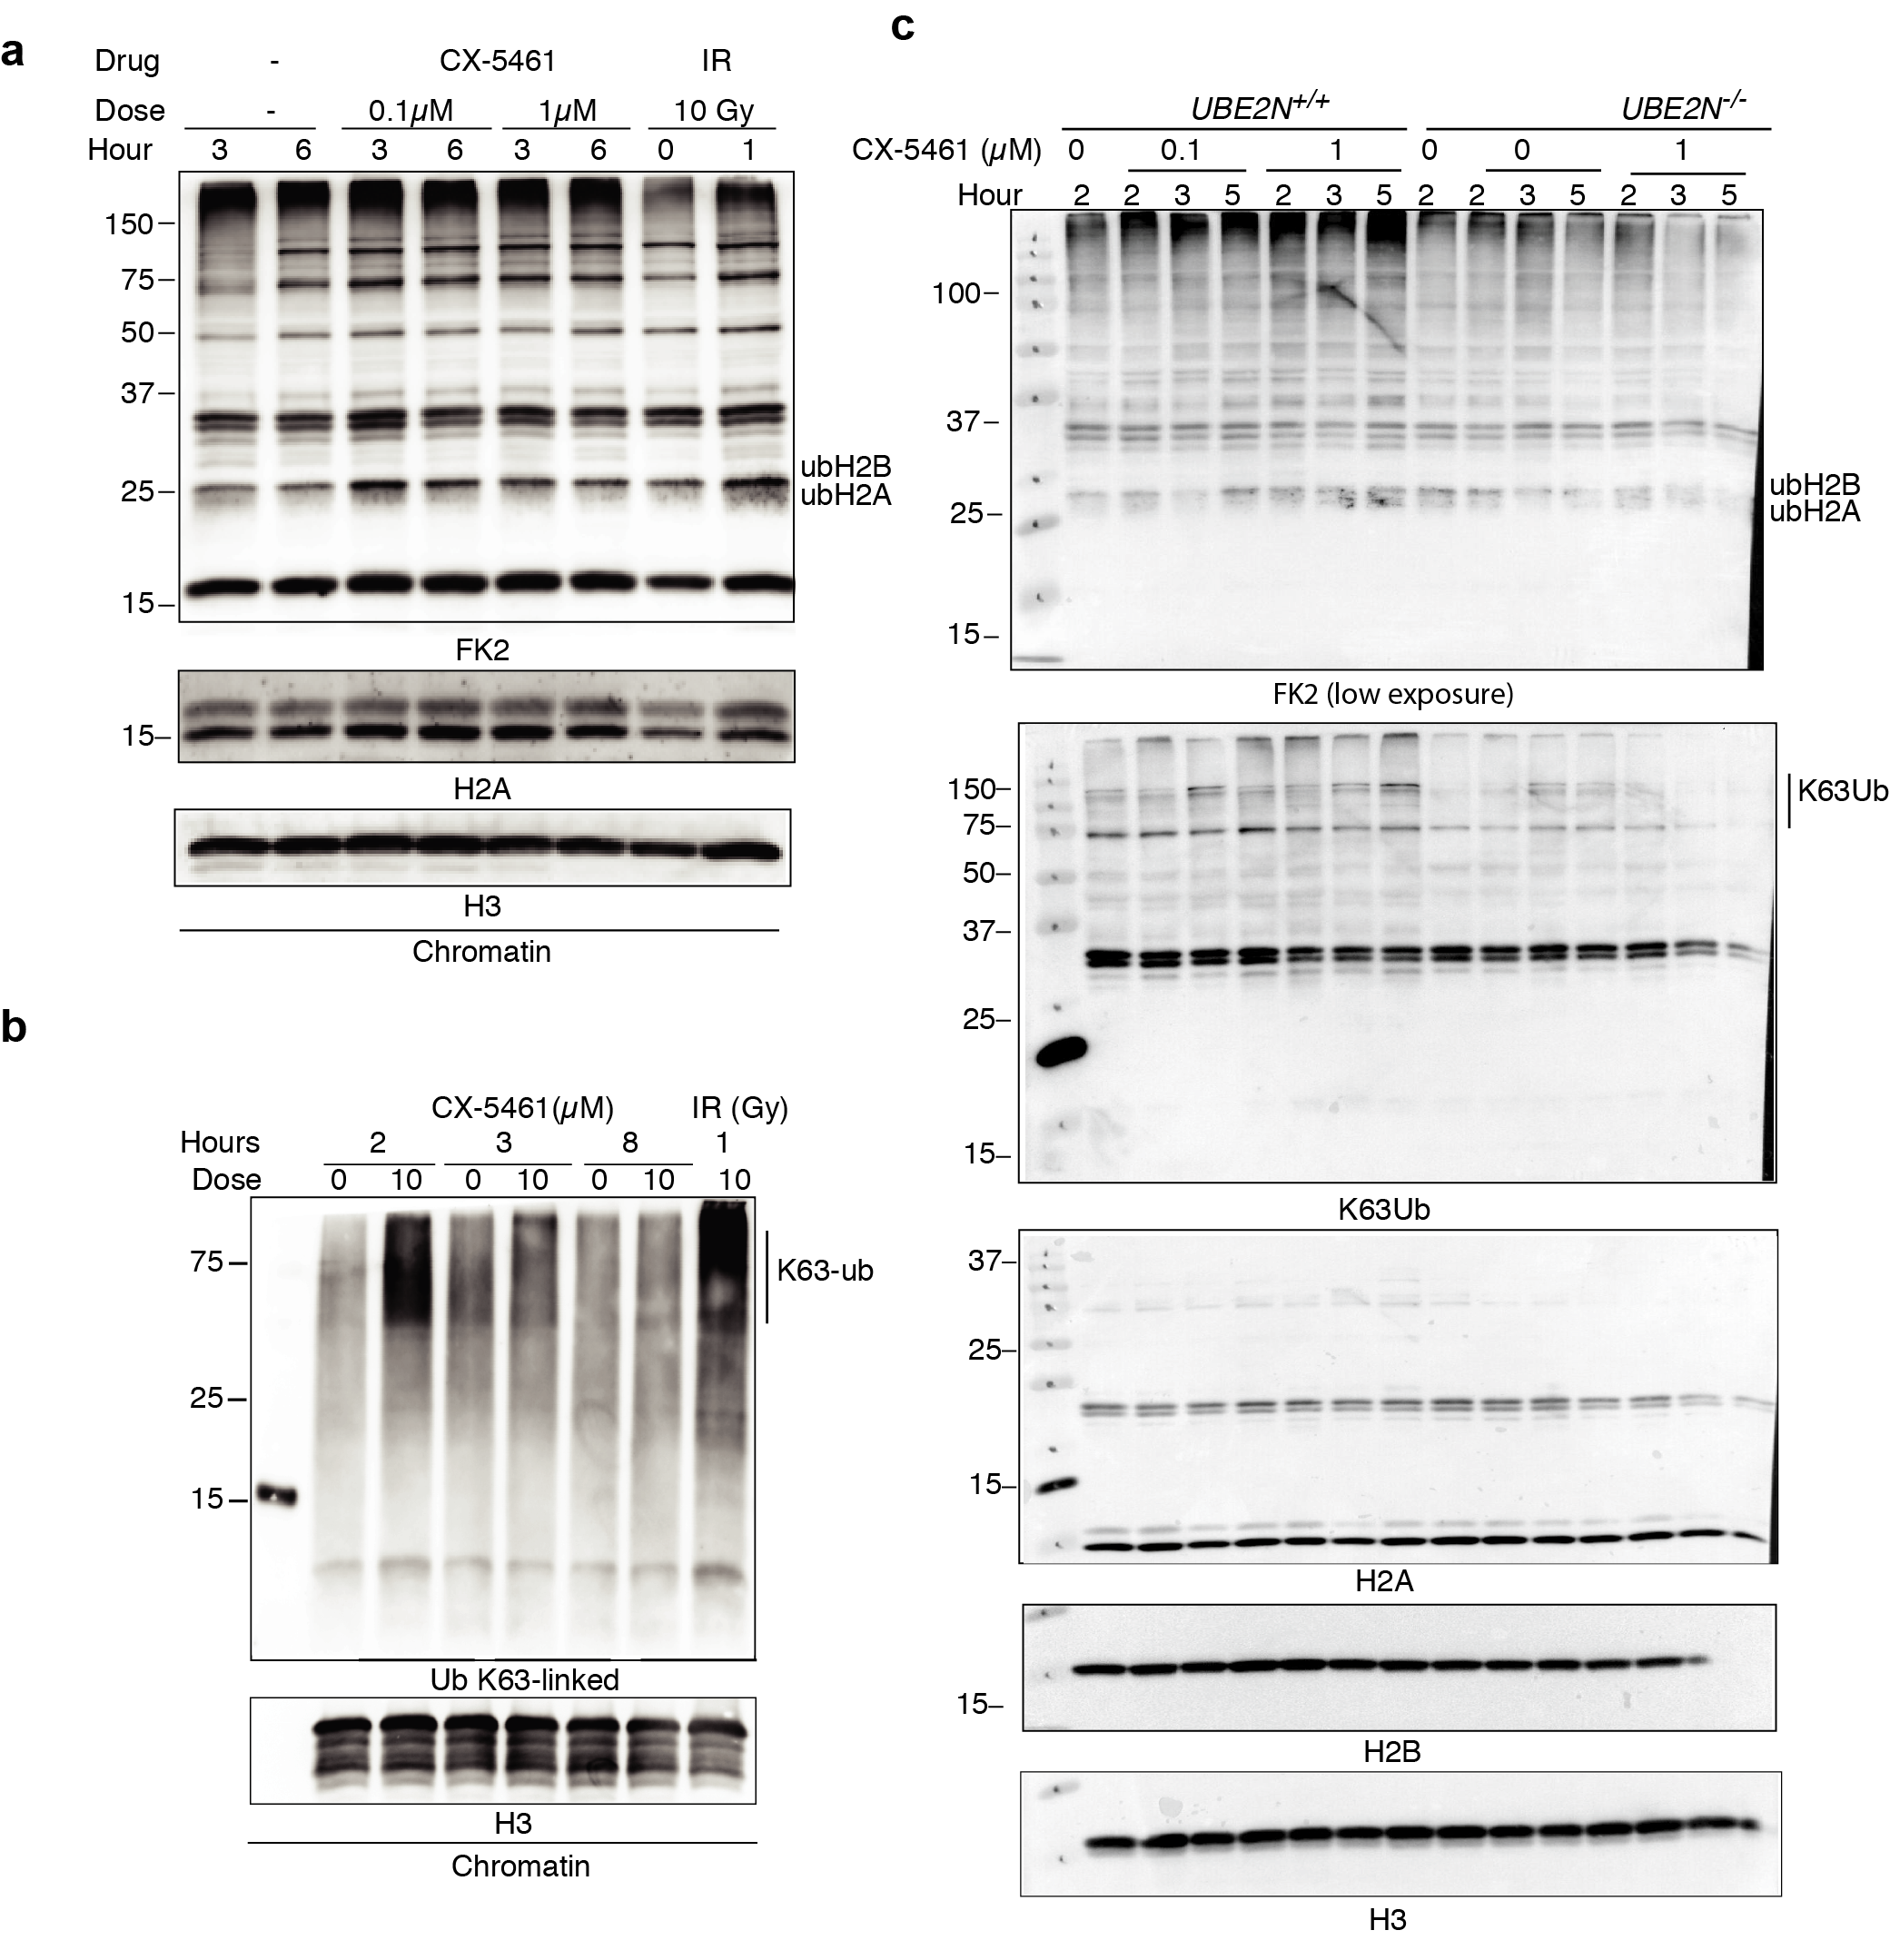 a
Drug - CX-5461 IR
Dose - 0.1µM 1µM 10 Gy
Hour 3 6 3 6 3 6 0 1
150
75
50
37
ubH2B
25
ubH2A
15
FK2
15
H2A
H3
Chromatin
b
CX-5461(µM) IR (Gy)
Hours 2 3 8 1
Dose 0 10 0 10 0 10 10
75
K63-ub
25
15
Ub K63-linked
H3
Chromatin
c
UBE2N+/+ UBE2N-/-
CX-5461 (µM) 0 0.1 1 0 0 1
Hour 2 2 3 5 2 3 5 2 2 3 5 2 3 5
100
37
ubH2B
25
ubH2A
15
FK2 (low exposure)
150
K63Ub
75
50
37
25
15
K63Ub
37
25
15
H2A
15
H2B
H3